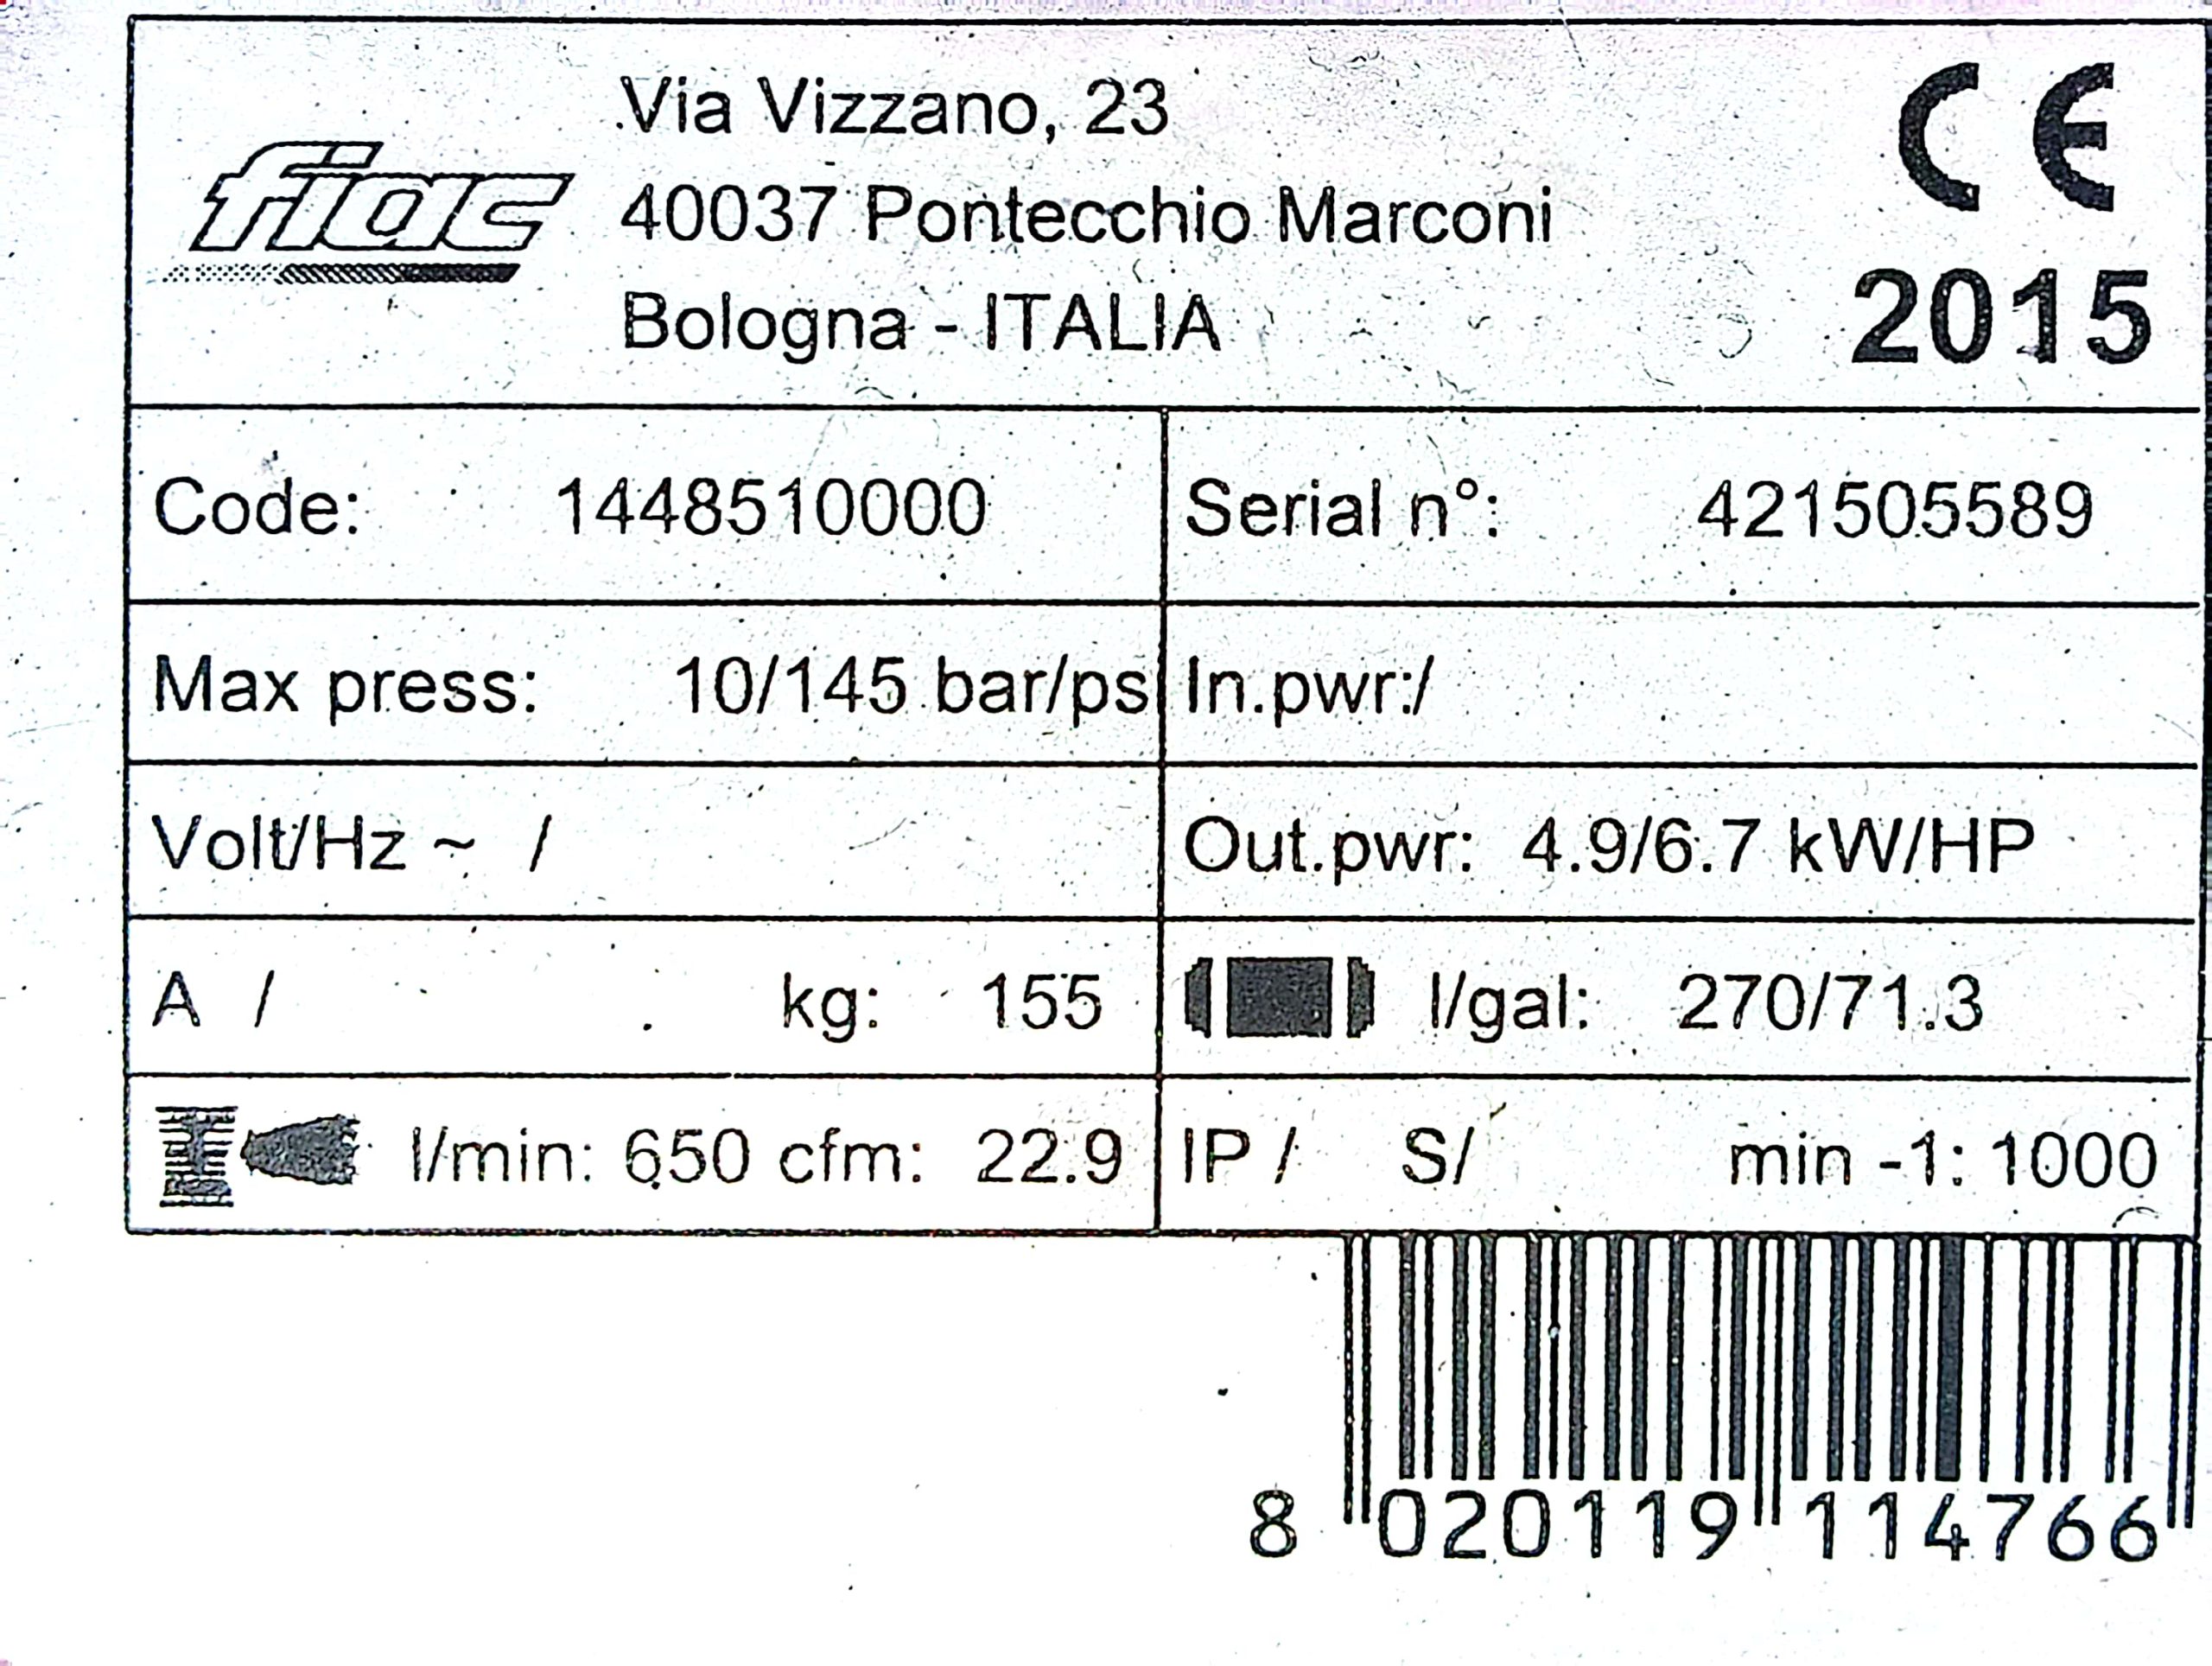 fiac
Via Vizzano, 23
40037 Pontecchio Marconi
Bologna - ITALIA
CE
2015
Code: 1448510000
Serial n°: 421505589
Max press: 10/145 bar/ps
In.pwr:/
Volt/Hz ~ /
Out.pwr: 4.9/6.7 kW/HP
A / kg: 155
l/gal: 270/71.3
l/min: 650 cfm: 22.9
IP / S/ min -1: 1000
8 020119 114766